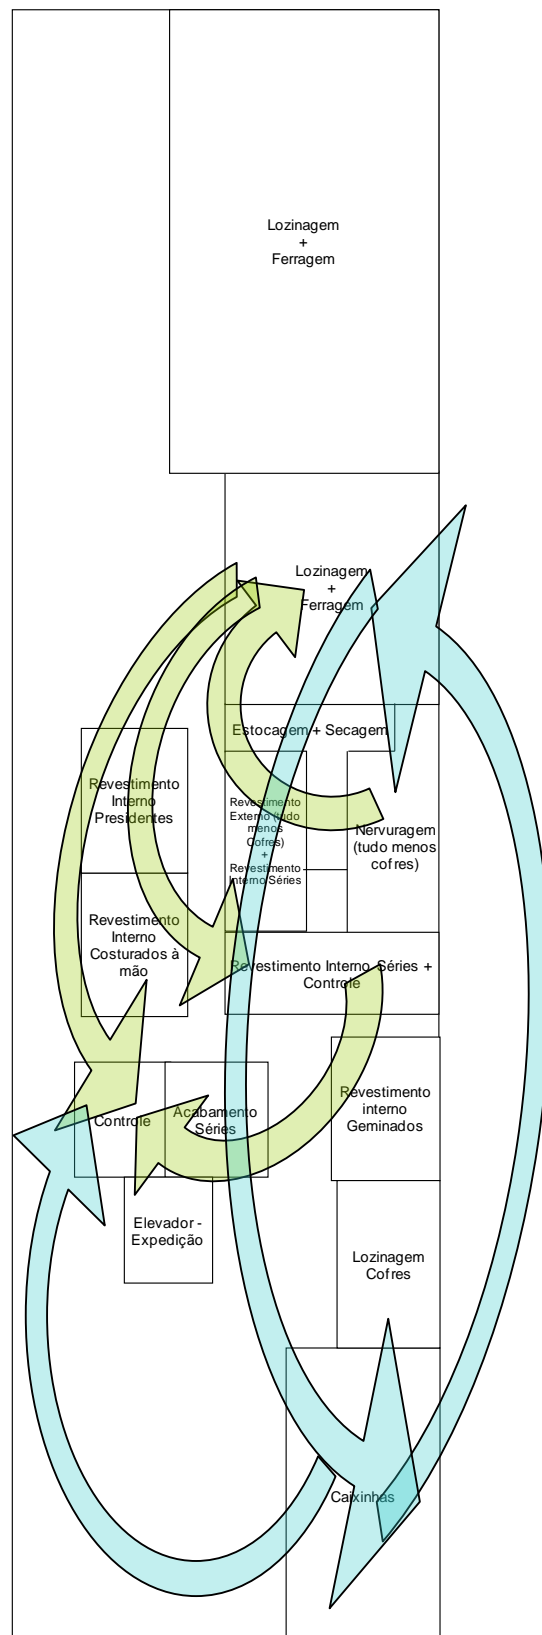 Lozinagem
+
Ferragem
Lozinagem
+
Ferragem
Estocagem + Secagem
Revestimento
Interno
Presidentes
Revestimento
Externo (tudo
menos
Cofres)
+
Revestimento
Interno Séries
Nervuragem
(tudo menos
cofres)
Revestimento
Interno
Costurados à
mão
Revestimento Interno Séries +
Controle
Revestimento
interno
Geminados
Controle
Acabamento
Séries
Elevador -
Expedição
Lozinagem
Cofres
Caixinhas